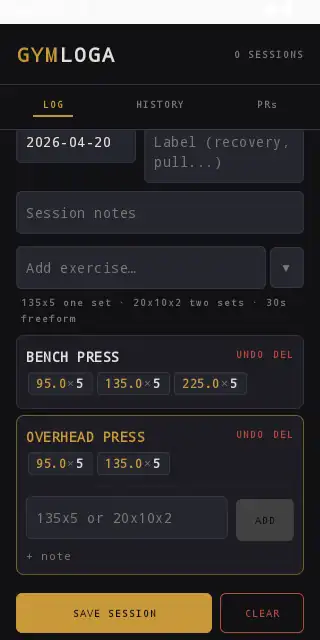 GYMLOGA
0 SESSIONS
LOG HISTORY PRs
2026-04-20
Label (recovery,
pull...)
Session notes
Add exercise… ▼
135x5 one set · 20x10x2 two sets · 30s
freeform
BENCH PRESS UNDO DEL
95.0×5 135.0×5 225.0×5
OVERHEAD PRESS UNDO DEL
95.0×5 135.0×5
135x5 or 20x10x2 ADD
+ note
SAVE SESSION CLEAR